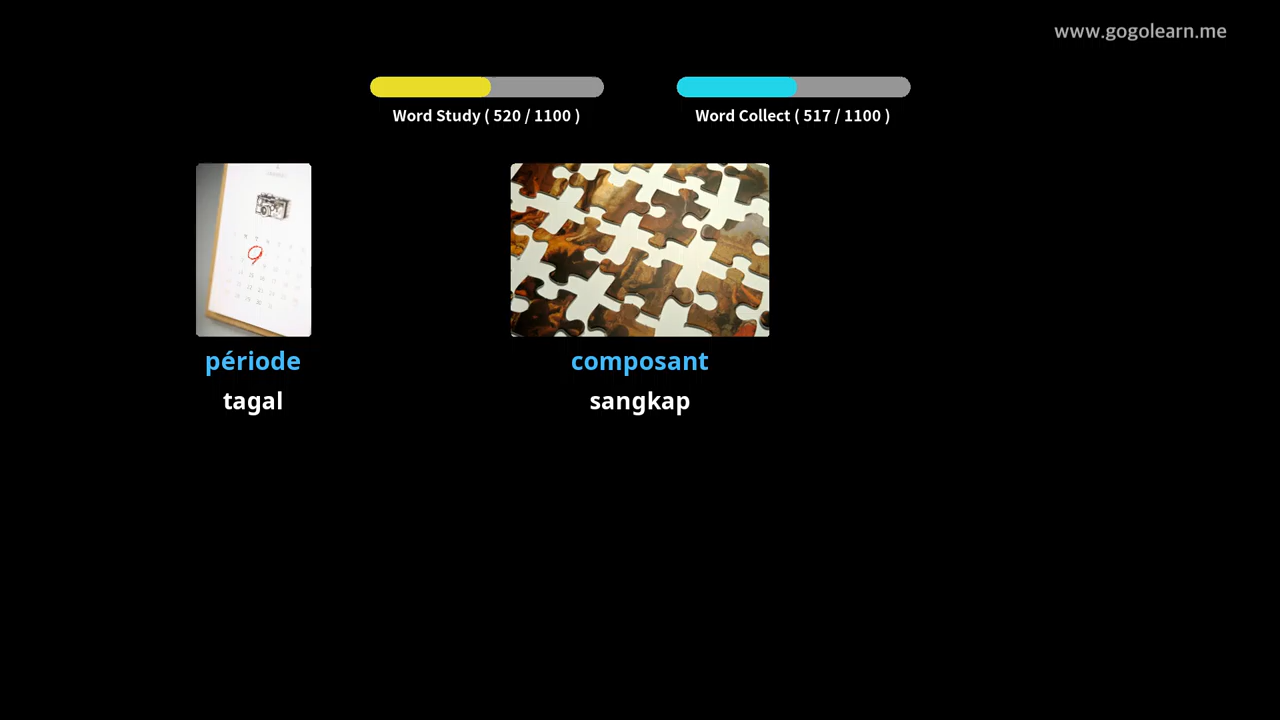 www.gogolearn.me
Word Study ( 520 / 1100 )
Word Collect ( 517 / 1100 )
période
composant
tagal
sangkap